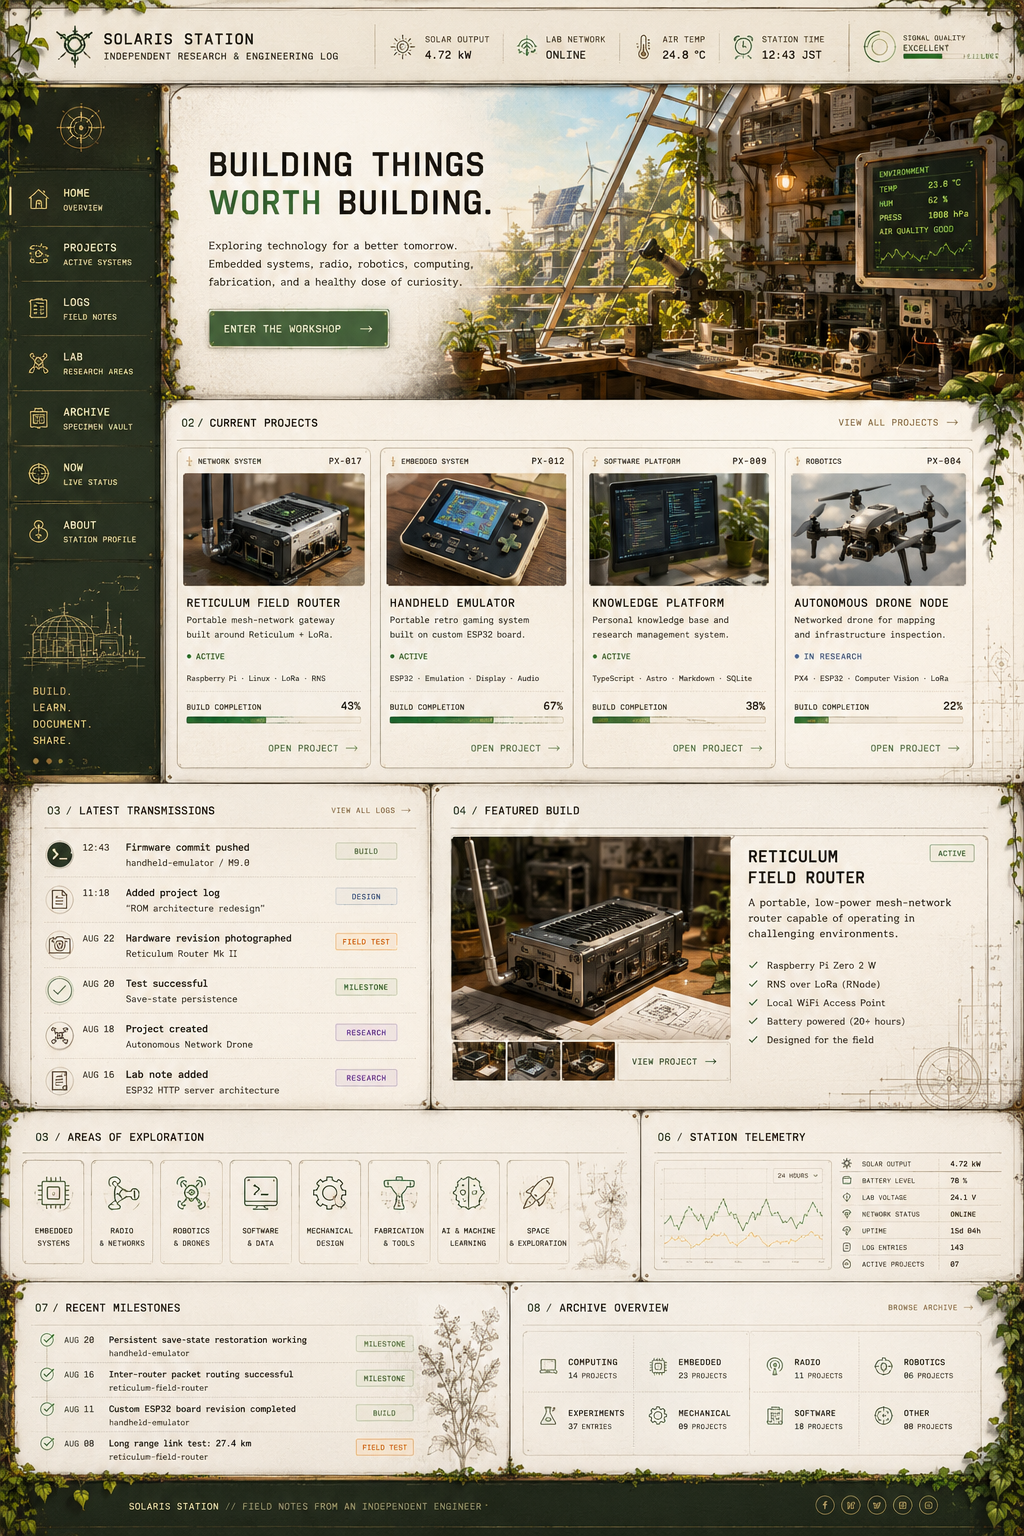 SOLARIS STATION
INDEPENDENT RESEARCH & ENGINEERING LOG
SOLAR OUTPUT
4.72 kW
LAB NETWORK
ONLINE
AIR TEMP
24.8 °C
STATION TIME
12:43 JST
SIGNAL QUALITY
EXCELLENT
HOME
OVERVIEW
PROJECTS
ACTIVE SYSTEMS
LOGS
FIELD NOTES
LAB
RESEARCH AREAS
ARCHIVE
SPECIMEN VAULT
NOW
LIVE STATUS
ABOUT
STATION PROFILE
BUILD.
LEARN.
DOCUMENT.
SHARE.
BUILDING THINGS
WORTH BUILDING.
Exploring technology for a better tomorrow.
Embedded systems, radio, robotics, computing,
fabrication, and a healthy dose of curiosity.
ENTER THE WORKSHOP →
ENVIRONMENT
TEMP 23.8 °C
HUM 62 %
PRESS 1008 hPa
AIR QUALITY GOOD
02 / CURRENT PROJECTS
VIEW ALL PROJECTS →
NETWORK SYSTEM PX-017
RETICULUM FIELD ROUTER
Portable mesh-network gateway
built around Reticulum + LoRa.
• ACTIVE
Raspberry Pi · Linux · LoRa · RNS
BUILD COMPLETION 43%
OPEN PROJECT →
EMBEDDED SYSTEM PX-012
HANDHELD EMULATOR
Portable retro gaming system
built on custom ESP32 board.
• ACTIVE
ESP32 · Emulation · Display · Audio
BUILD COMPLETION 67%
OPEN PROJECT →
SOFTWARE PLATFORM PX-009
KNOWLEDGE PLATFORM
Personal knowledge base and
research management system.
• ACTIVE
TypeScript · Astro · Markdown · SQLite
BUILD COMPLETION 38%
OPEN PROJECT →
ROBOTICS PX-004
AUTONOMOUS DRONE NODE
Networked drone for mapping
and infrastructure inspection.
• IN RESEARCH
PX4 · ESP32 · Computer Vision · LoRa
BUILD COMPLETION 22%
OPEN PROJECT →
03 / LATEST TRANSMISSIONS
VIEW ALL LOGS →
12:43 Firmware commit pushed BUILD
handheld-emulator / M9.0
11:18 Added project log DESIGN
"ROM architecture redesign"
AUG 22 Hardware revision photographed FIELD TEST
Reticulum Router Mk II
AUG 20 Test successful MILESTONE
Save-state persistence
AUG 18 Project created RESEARCH
Autonomous Network Drone
AUG 16 Lab note added RESEARCH
ESP32 HTTP server architecture
04 / FEATURED BUILD
RETICULUM
FIELD ROUTER
ACTIVE
A portable, low-power mesh-network
router capable of operating in
challenging environments.
Raspberry Pi Zero 2 W
RNS over LoRa (RNode)
Local WiFi Access Point
Battery powered (20+ hours)
Designed for the field
VIEW PROJECT →
03 / AREAS OF EXPLORATION
EMBEDDED
SYSTEMS
RADIO
& NETWORKS
ROBOTICS
& DRONES
SOFTWARE
& DATA
MECHANICAL
DESIGN
FABRICATION
& TOOLS
AI & MACHINE
LEARNING
SPACE
& EXPLORATION
06 / STATION TELEMETRY
24 HOURS
SOLAR OUTPUT 4.72 kW
BATTERY LEVEL 78 %
LAB VOLTAGE 24.1 V
NETWORK STATUS ONLINE
UPTIME 15d 04h
LOG ENTRIES 143
ACTIVE PROJECTS 07
07 / RECENT MILESTONES
AUG 20 Persistent save-state restoration working MILESTONE
handheld-emulator
AUG 16 Inter-router packet routing successful MILESTONE
reticulum-field-router
AUG 11 Custom ESP32 board revision completed BUILD
handheld-emulator
AUG 08 Long range link test: 27.4 km FIELD TEST
reticulum-field-router
08 / ARCHIVE OVERVIEW
BROWSE ARCHIVE →
COMPUTING
14 PROJECTS
EMBEDDED
23 PROJECTS
RADIO
11 PROJECTS
ROBOTICS
06 PROJECTS
EXPERIMENTS
37 ENTRIES
MECHANICAL
09 PROJECTS
SOFTWARE
18 PROJECTS
OTHER
08 PROJECTS
SOLARIS STATION // FIELD NOTES FROM AN INDEPENDENT ENGINEER